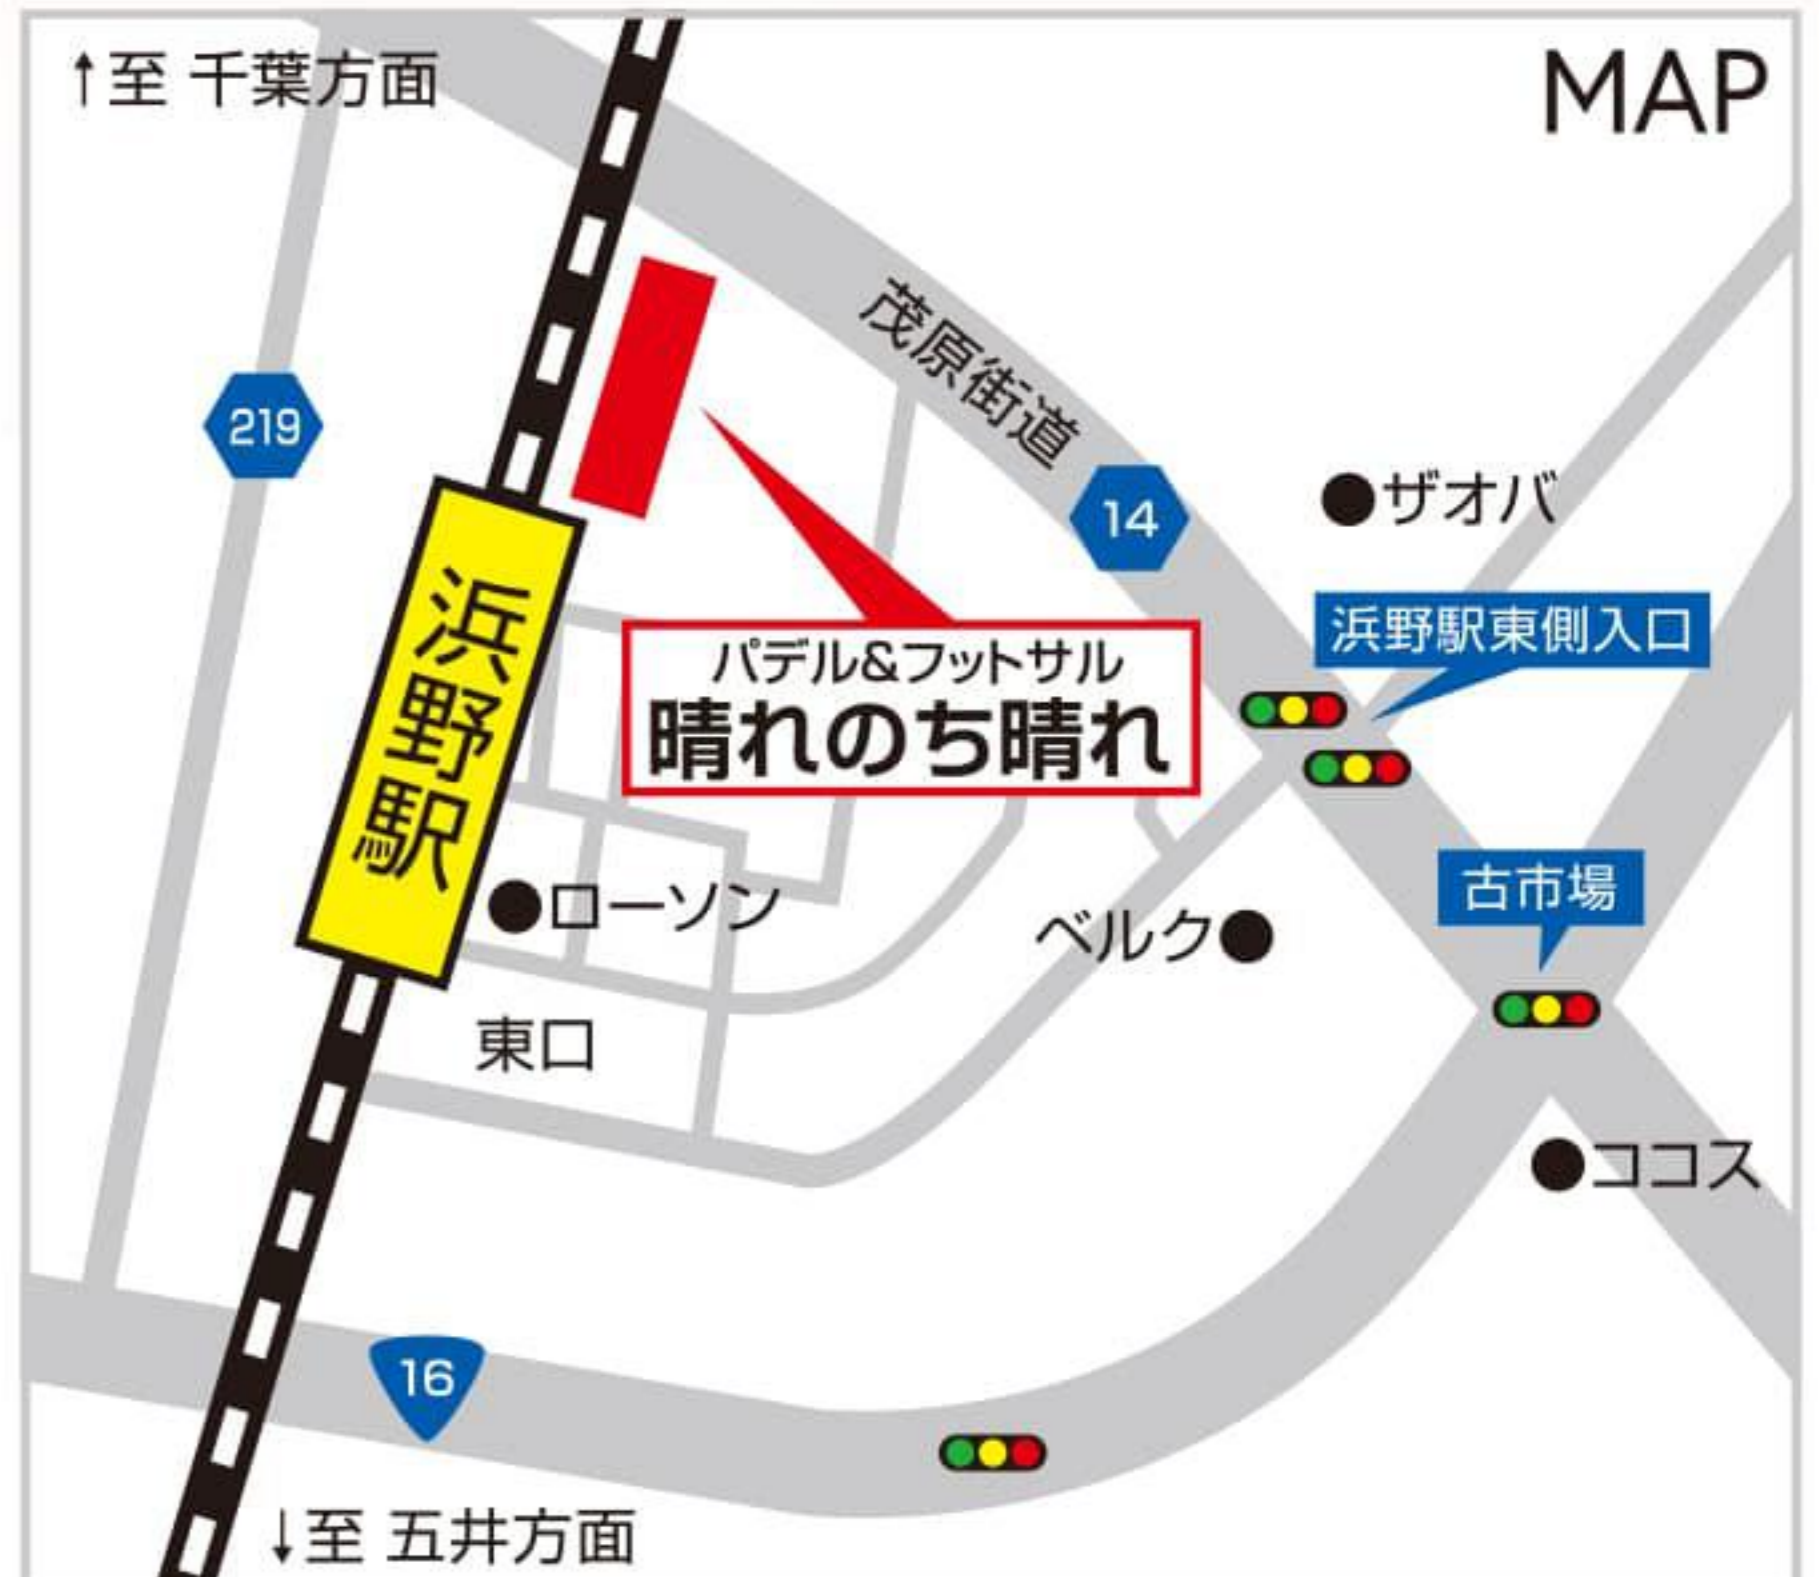 ↑至 千葉方面
MAP
茂原街道
219
14
ザオバ
浜野駅東側入口
浜野駅
パデル&フットサル
晴れのち晴れ
古市場
ローソン
ベルク
東口
ココス
16
↓至 五井方面